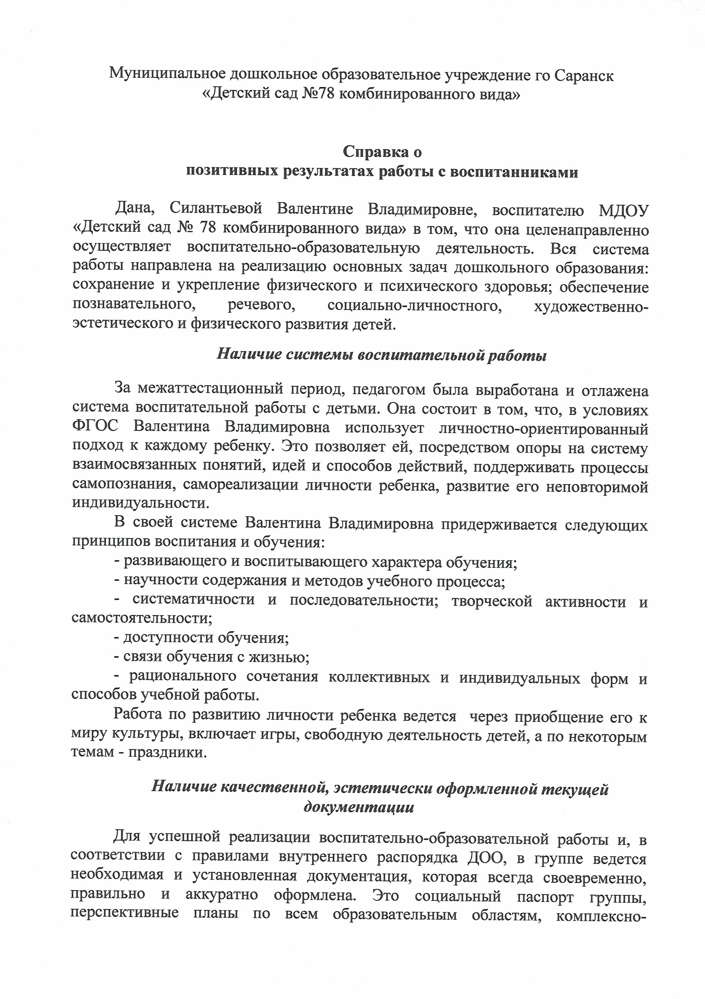 Муниципальное дошкольное образовательное учреждение го Саранск
«Детский сад №78 комбинированного вида»
Справка о
позитивных результатах работы с воспитанниками
Дана, Силантьевой Валентине Владимировне, воспитателю МДОУ
«Детский сад № 78 комбинированного вида» в том, что она целенаправленно
осуществляет воспитательно-образовательную деятельность. Вся система
работы направлена на реализацию основных задач дошкольного образования:
сохранение и укрепление физического и психического здоровья; обеспечение
познавательного, речевого, социально-личностного, художественно-
эстетического и физического развития детей.
Наличие системы воспитательной работы
За межаттестационный период, педагогом была выработана и отлажена
система воспитательной работы с детьми. Она состоит в том, что, в условиях
ФГОС Валентина Владимировна использует личностно-ориентированный
подход к каждому ребенку. Это позволяет ей, посредством опоры на систему
взаимосвязанных понятий, идей и способов действий, поддерживать процессы
самопознания, самореализации личности ребенка, развитие его неповторимой
индивидуальности.
В своей системе Валентина Владимировна придерживается следующих
принципов воспитания и обучения:
- развивающего и воспитывающего характера обучения;
- научности содержания и методов учебного процесса;
- систематичности и последовательности; творческой активности и
самостоятельности;
- доступности обучения;
- связи обучения с жизнью;
- рационального сочетания коллективных и индивидуальных форм и
способов учебной работы.
Работа по развитию личности ребенка ведется через приобщение его к
миру культуры, включает игры, свободную деятельность детей, а по некоторым
темам - праздники.
Наличие качественной, эстетически оформленной текущей
документации
Для успешной реализации воспитательно-образовательной работы и, в
соответствии с правилами внутреннего распорядка ДОО, в группе ведется
необходимая и установленная документация, которая всегда своевременно,
правильно и аккуратно оформлена. Это социальный паспорт группы,
перспективные планы по всем образовательным областям, комплексно-